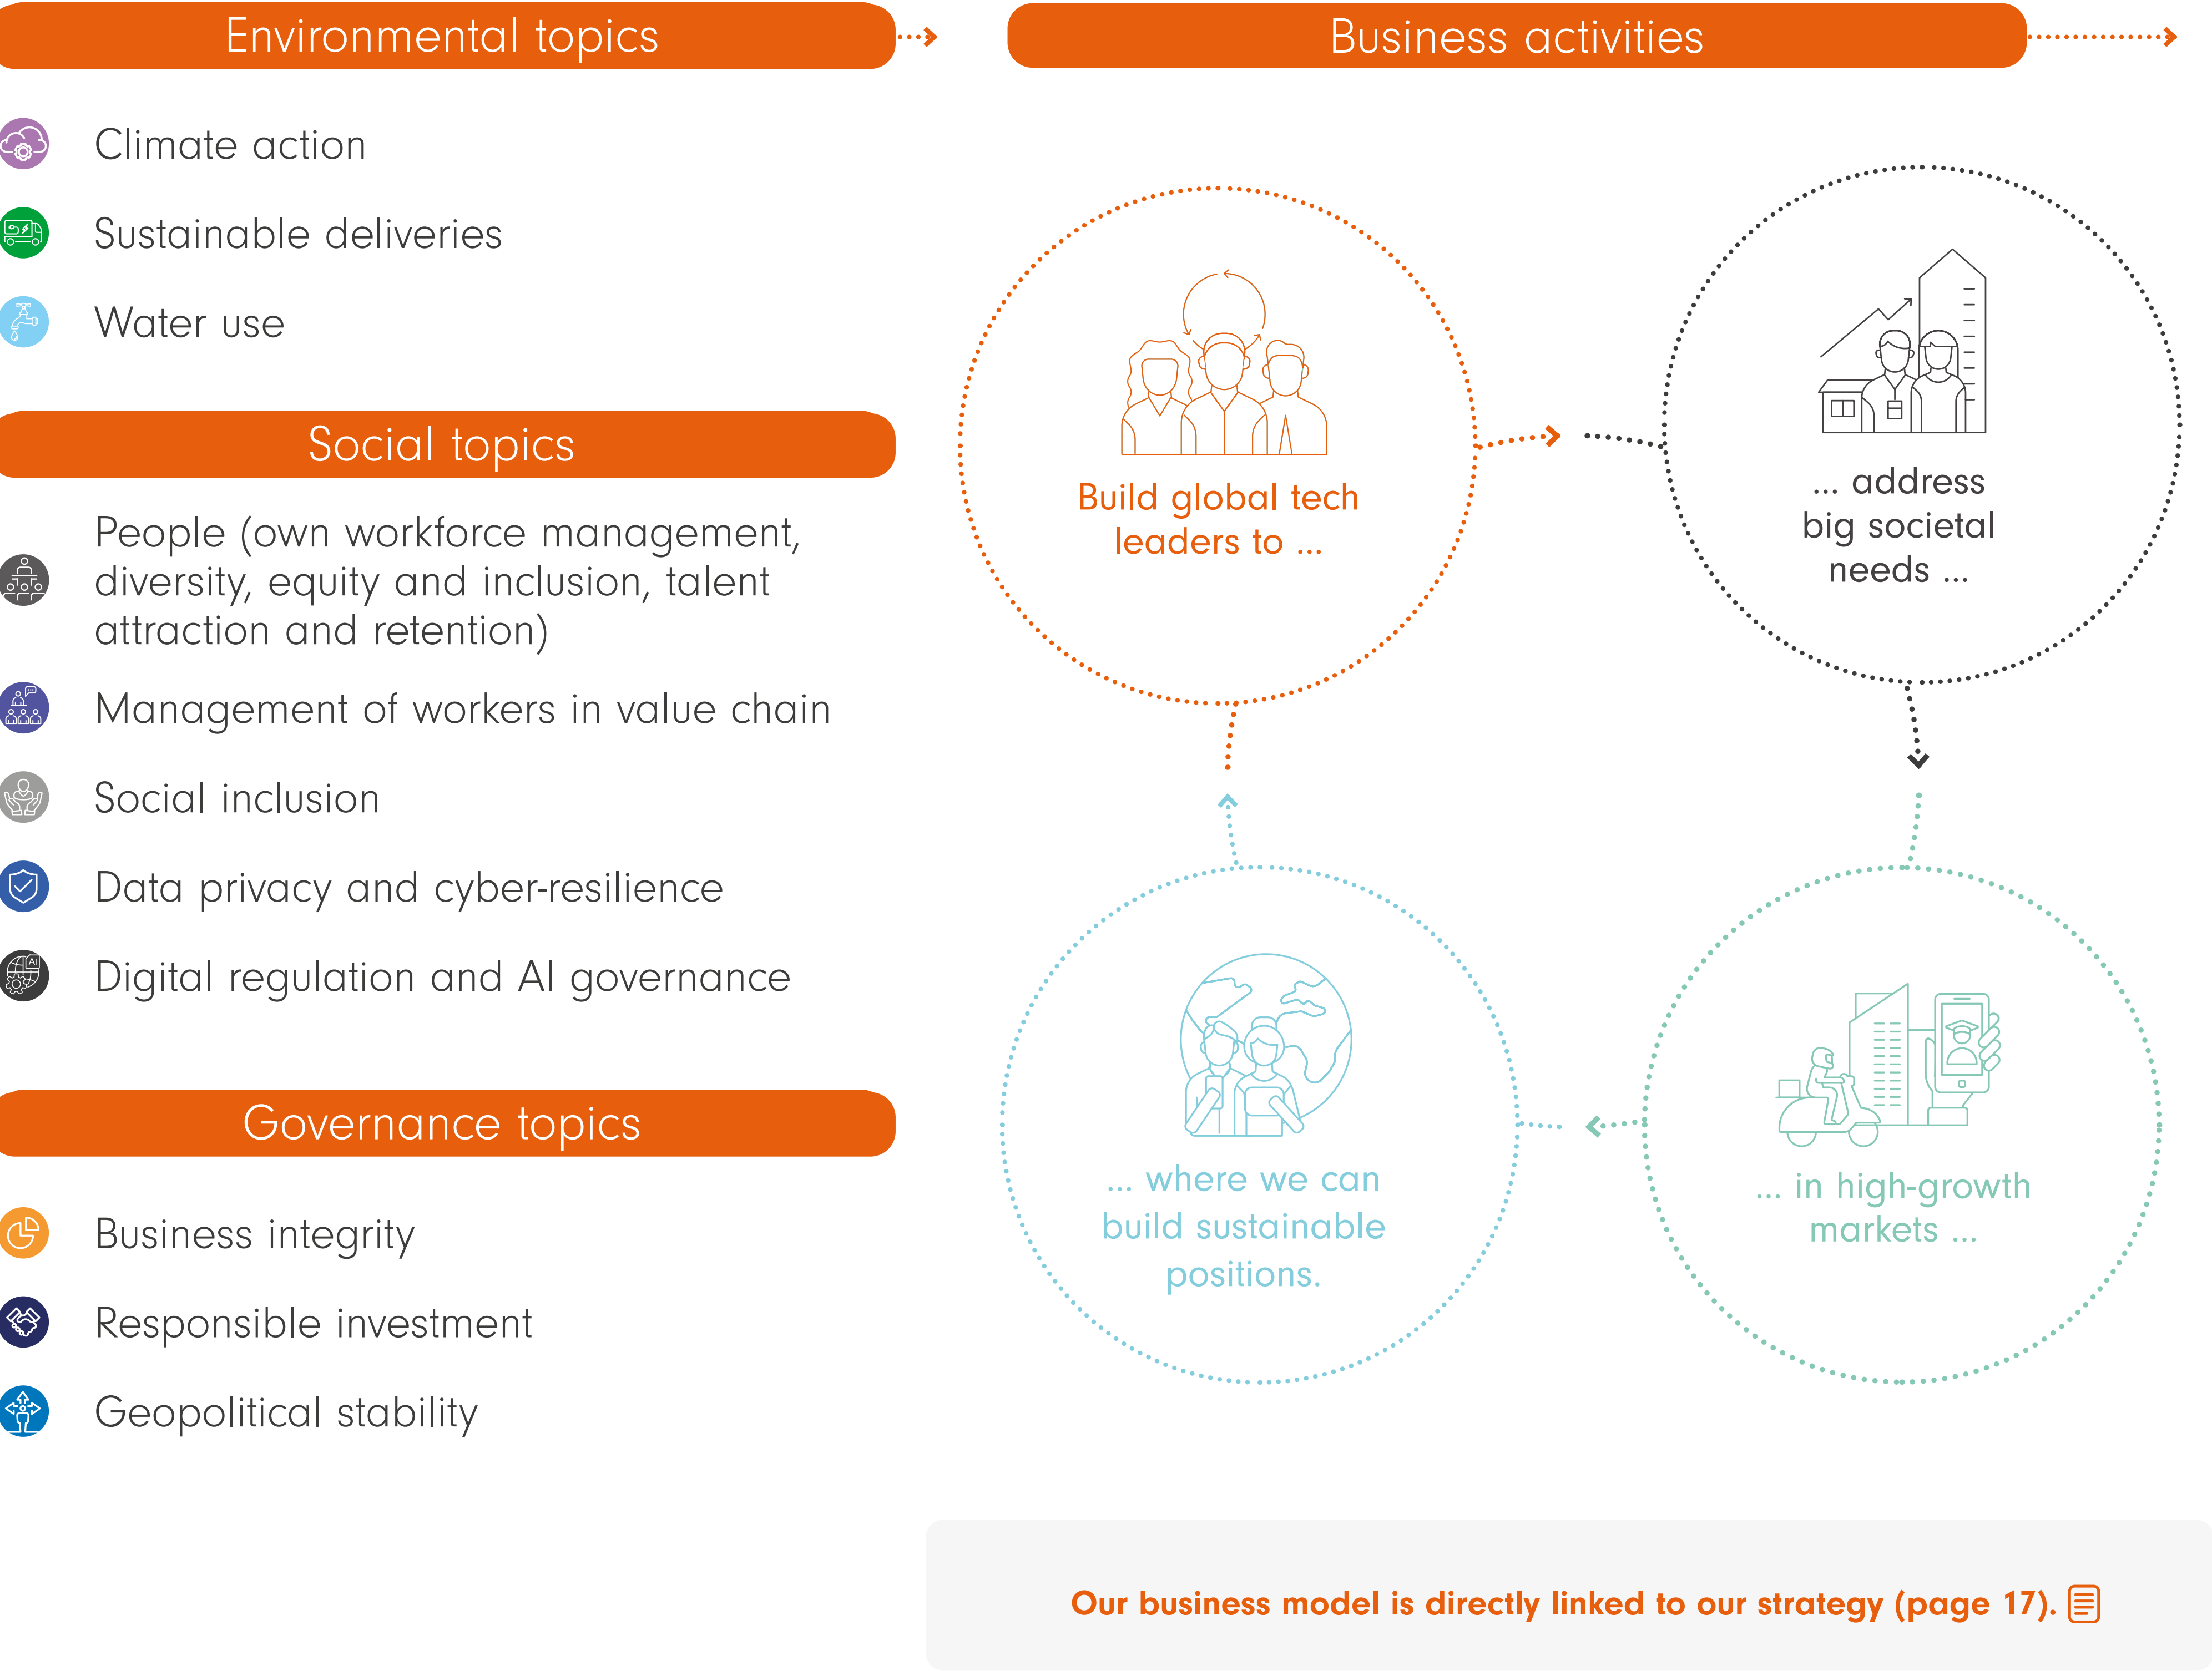 Environmental topics
Climate action
Sustainable deliveries
Water use
Social topics
People (own workforce management,
diversity, equity and inclusion, talent
attraction and retention)
Management of workers in value chain
Social inclusion
Data privacy and cyber-resilience
AI
Digital regulation and AI governance
Governance topics
Business integrity
Responsible investment
Geopolitical stability
Business activities
Build global tech
leaders to ...
... address
big societal
needs ...
... in high-growth
markets ...
... where we can
build sustainable
positions.
Our business model is directly linked to our strategy (page 17).